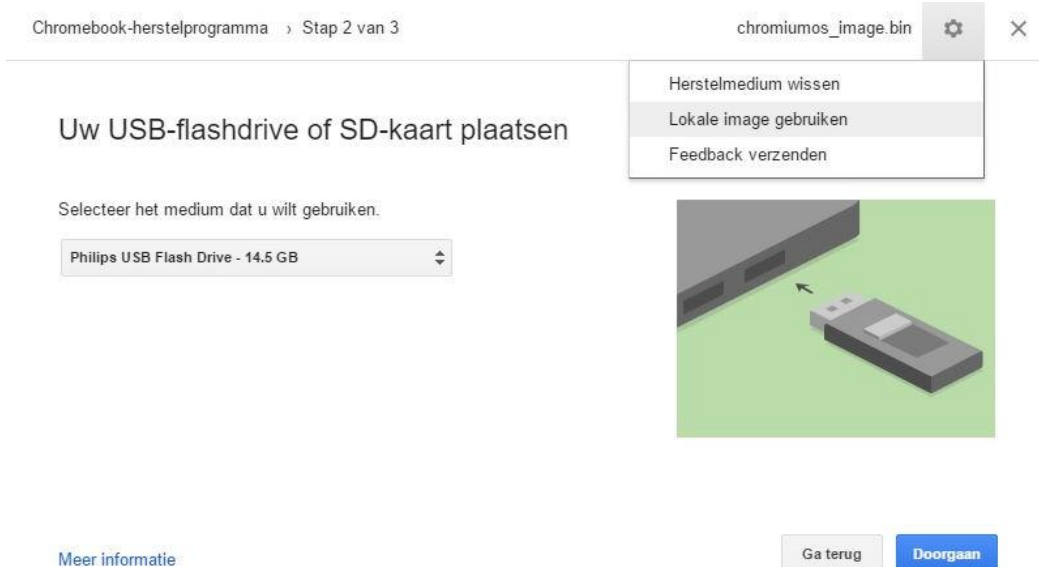 Chromebook-herstelprogramma › Stap 2 van 3
chromiumos_image.bin
Herstelmedium wissen
Lokale image gebruiken
Feedback verzenden
Uw USB-flashdrive of SD-kaart plaatsen
Selecteer het medium dat u wilt gebruiken.
Philips USB Flash Drive - 14.5 GB
Meer informatie
Ga terug
Doorgaan